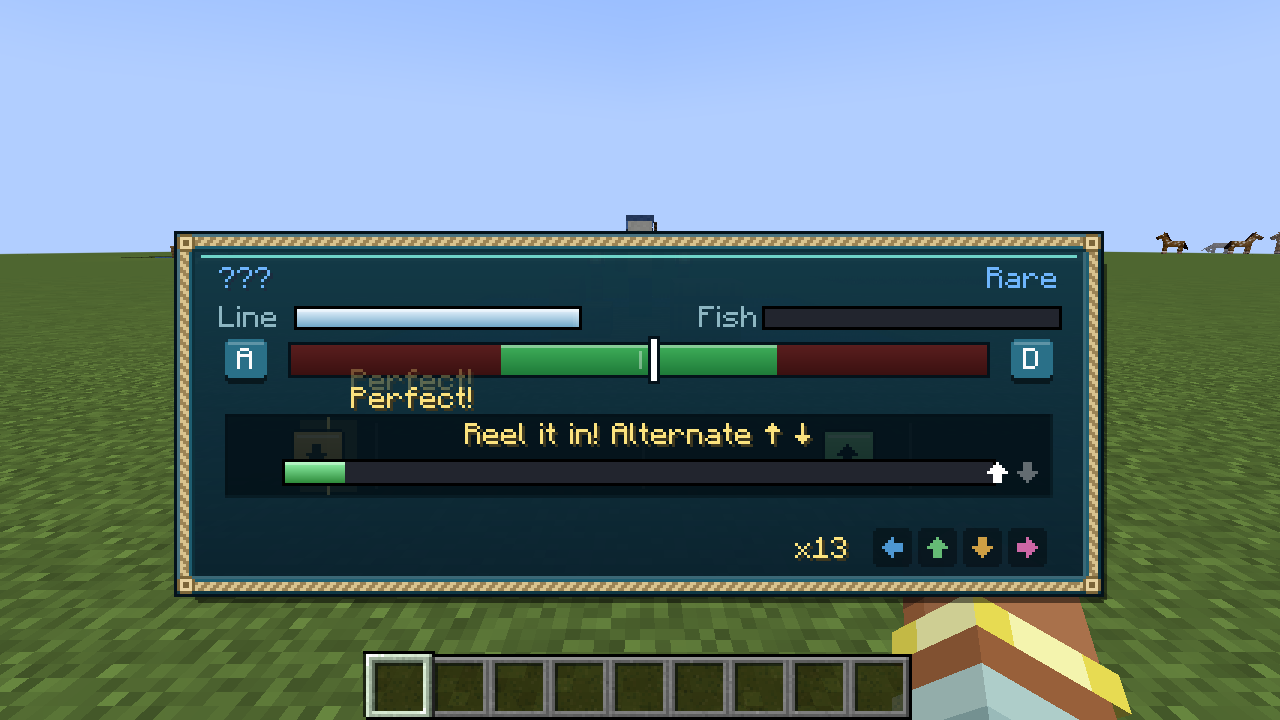 ??? Rare
Line Fish
A D
Perfect!
Perfect!
Reel it in! Alternate ↑ ↓
x13